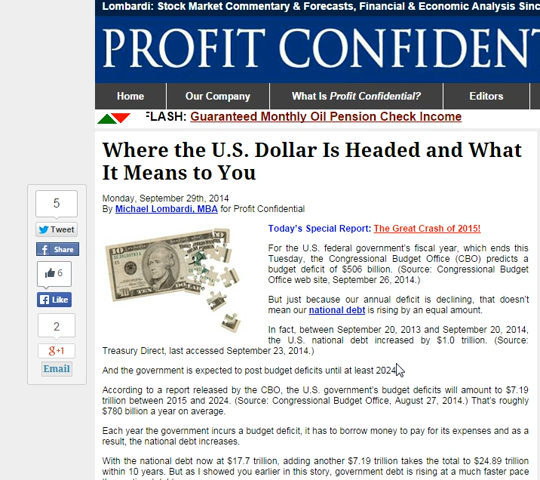 Lombardi: Stock Market Commentary & Forecasts, Financial & Economic Analysis Sinc
PROFIT CONFIDENT
Home
Our Company
What Is Profit Confidential?
Editors
FLASH: Guaranteed Monthly Oil Pension Check Income
Where the U.S. Dollar Is Headed and What
It Means to You
Monday, September 29th, 2014
By Michael Lombardi, MBA for Profit Confidential
5
Tweet
Share
6
Like
2
g+1
Email
Today's Special Report: The Great Crash of 2015!
For the U.S. federal government's fiscal year, which ends this
Tuesday, the Congressional Budget Office (CBO) predicts a
budget deficit of $506 billion. (Source: Congressional Budget
Office web site, September 26, 2014.)
But just because our annual deficit is declining, that doesn't
mean our national debt is rising by an equal amount.
In fact, between September 20, 2013 and September 20, 2014,
the U.S. national debt increased by $1.0 trillion. (Source:
Treasury Direct, last accessed September 23, 2014.)
And the government is expected to post budget deficits until at least 2024.
According to a report released by the CBO, the U.S. government's budget deficits will amount to $7.19
trillion between 2015 and 2024. (Source: Congressional Budget Office, August 27, 2014.) That's roughly
$780 billion a year on average.
Each year the government incurs a budget deficit, it has to borrow money to pay for its expenses and as a
result, the national debt increases.
With the national debt now at $17.7 trillion, adding another $7.19 trillion takes the total to $24.89 trillion
within 10 years. But as I showed you earlier in this story, government debt is rising at a much faster pace